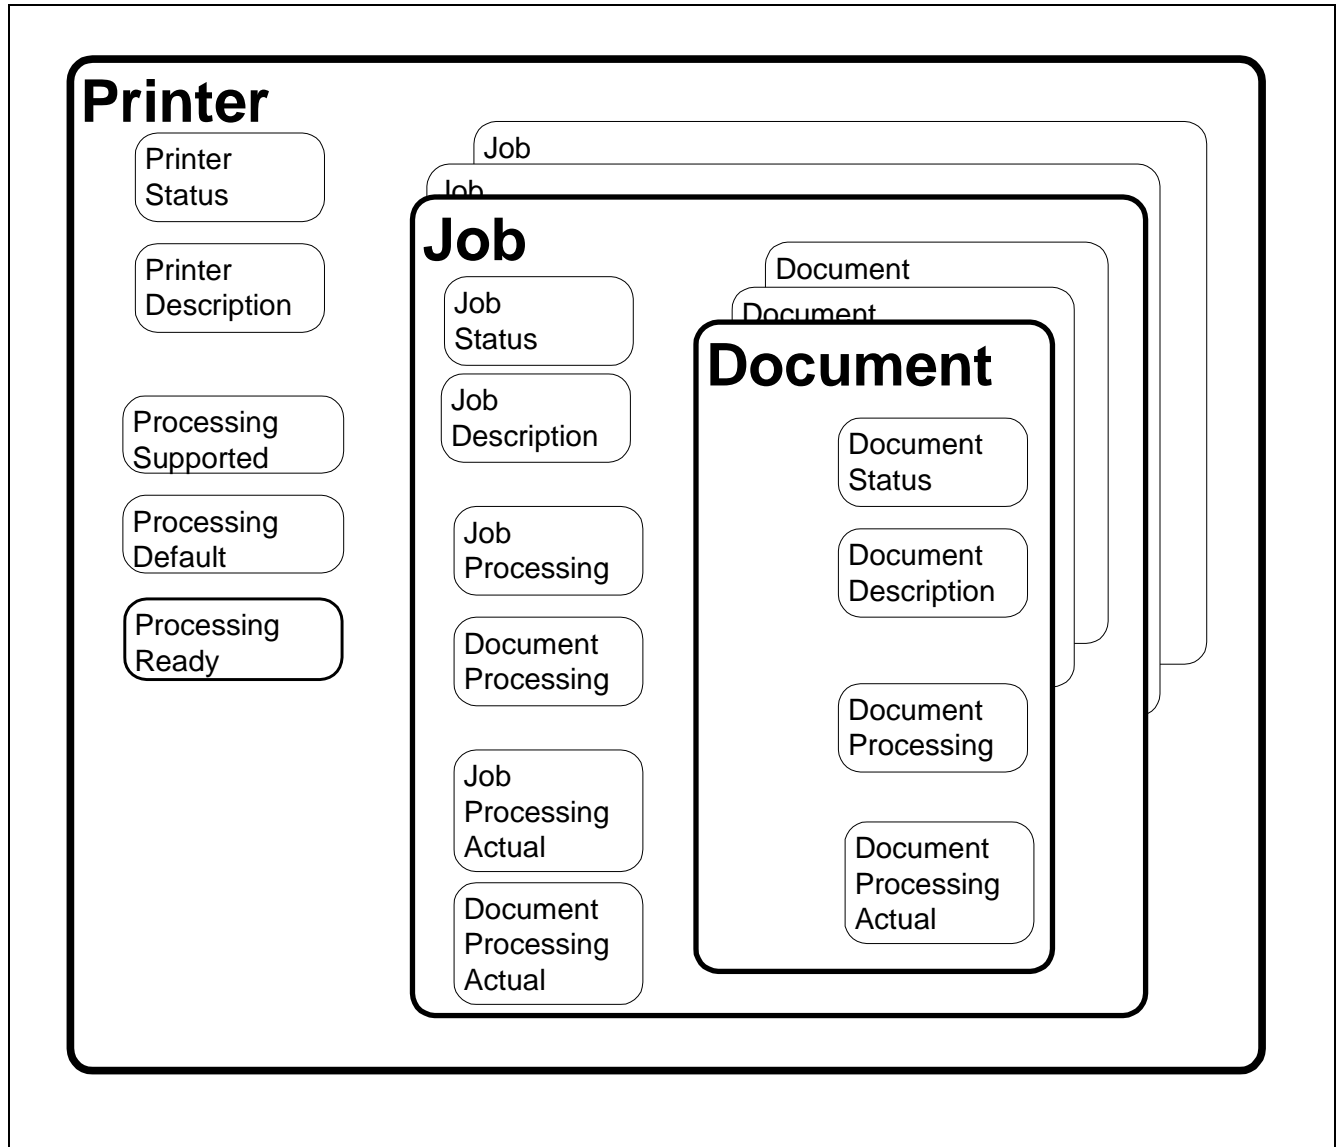 Printer
Printer
Status
Printer
Description
Processing
Supported
Processing
Default
Processing
Ready
Job
Job
Job
Job
Status
Job
Description
Job
Processing
Document
Processing
Job
Processing
Actual
Document
Processing
Actual
Document
Document
Document
Document
Status
Document
Description
Document
Processing
Document
Processing
Actual